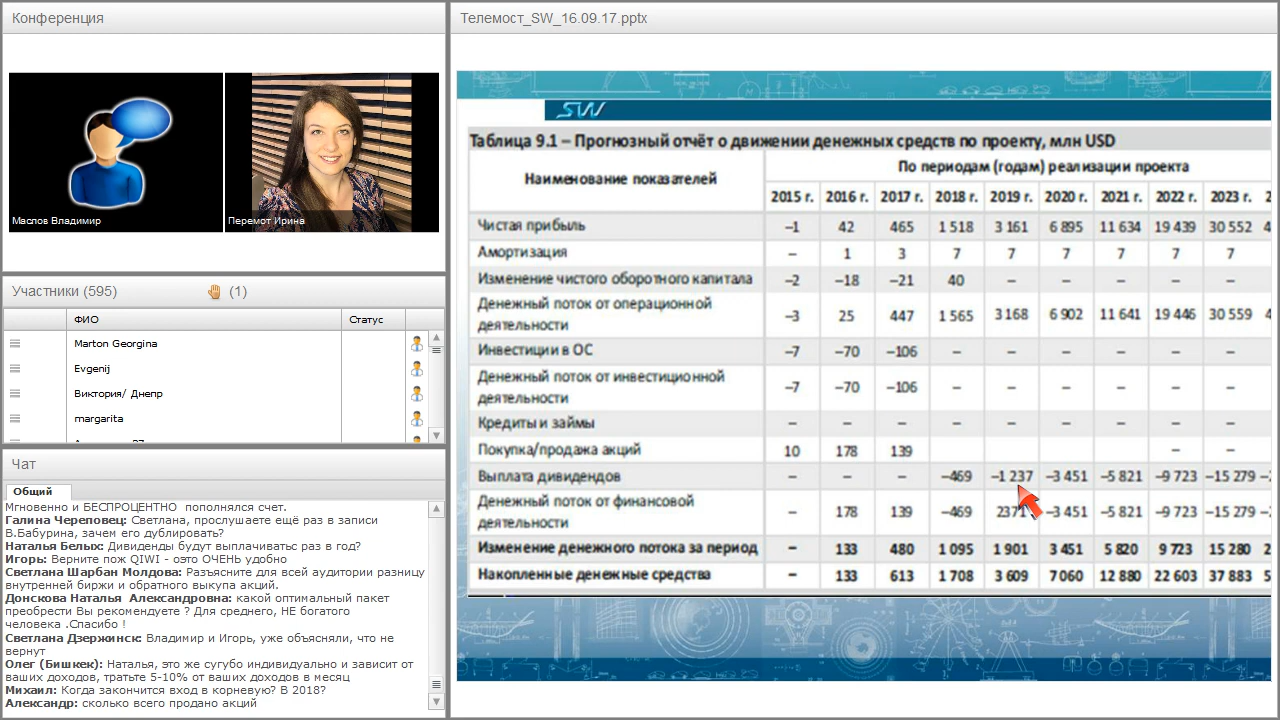 Конференция
Маслов Владимир
Перемот Ирина
Участники (595) (1)
ФИО Статус
Marton Georgina
Evgenij
Виктория/ Днепр
margarita
Чат
Общий
Мгновенно и БЕСПРОЦЕНТНО пополнялся счет.
Галина Череповец: Светлана, прослушаете ещё раз в записи
В.Бабурина, зачем его дублировать?
Наталья Белых: Дивиденды будут выплачиватьс раз в год?
Игорь: Верните пож QIWI - оэто ОЧЕНЬ удобно
Светлана Шарбан Молдова: Разъясните для всей аудитории разницу
внутренней биржи и обратного выкупа акций.
Донскова Наталья Александровна: какой оптимальный пакет
преобрести Вы рекомендуете ? Для среднего, НЕ богатого
человека .Спасибо !
Светлана Дзержинск: Владимир и Игорь, уже объясняли, что не
вернут
Олег (Бишкек): Наталья, это же сугубо индивидуально и зависит от
ваших доходов, тратьте 5-10% от ваших доходов в месяц
Михаил: Когда закончится вход в корневую? В 2018?
Александр: сколько всего продано акций
Телемост_SW_16.09.17.pptx
SW
Таблица 9.1 – Прогнозный отчёт о движении денежных средств по проекту, млн USD
Наименование показателей
По периодам (годам) реализации проекта
2015 г. 2016 г. 2017 г. 2018 г. 2019 г. 2020 г. 2021 г. 2022 г. 2023 г.
Чистая прибыль –1 42 465 1 518 3 161 6 895 11 634 19 439 30 552
Амортизация – 1 3 7 7 7 7 7 7
Изменение чистого оборотного капитала –2 –18 –21 40 – – – – –
Денежный поток от операционной
деятельности –3 25 447 1 565 3 168 6 902 11 641 19 446 30 559
Инвестиции в ОС –7 –70 –106 – – – – – –
Денежный поток от инвестиционной
деятельности –7 –70 –106 – – – – – –
Кредиты и займы – – – – – – – – –
Покупка/продажа акций 10 178 139 – –
Выплата дивидендов – – – –469 –1 237 –3 451 –5 821 –9 723 –15 279
Денежный поток от финансовой
деятельности – 178 139 –469 –3 451 –5 821 –9 723 –15 279
Изменение денежного потока за период – 133 480 1 095 1 901 3 451 5 820 9 723 15 280
Накопленные денежные средства – 133 613 1 708 3 609 7 060 12 880 22 603 37 883